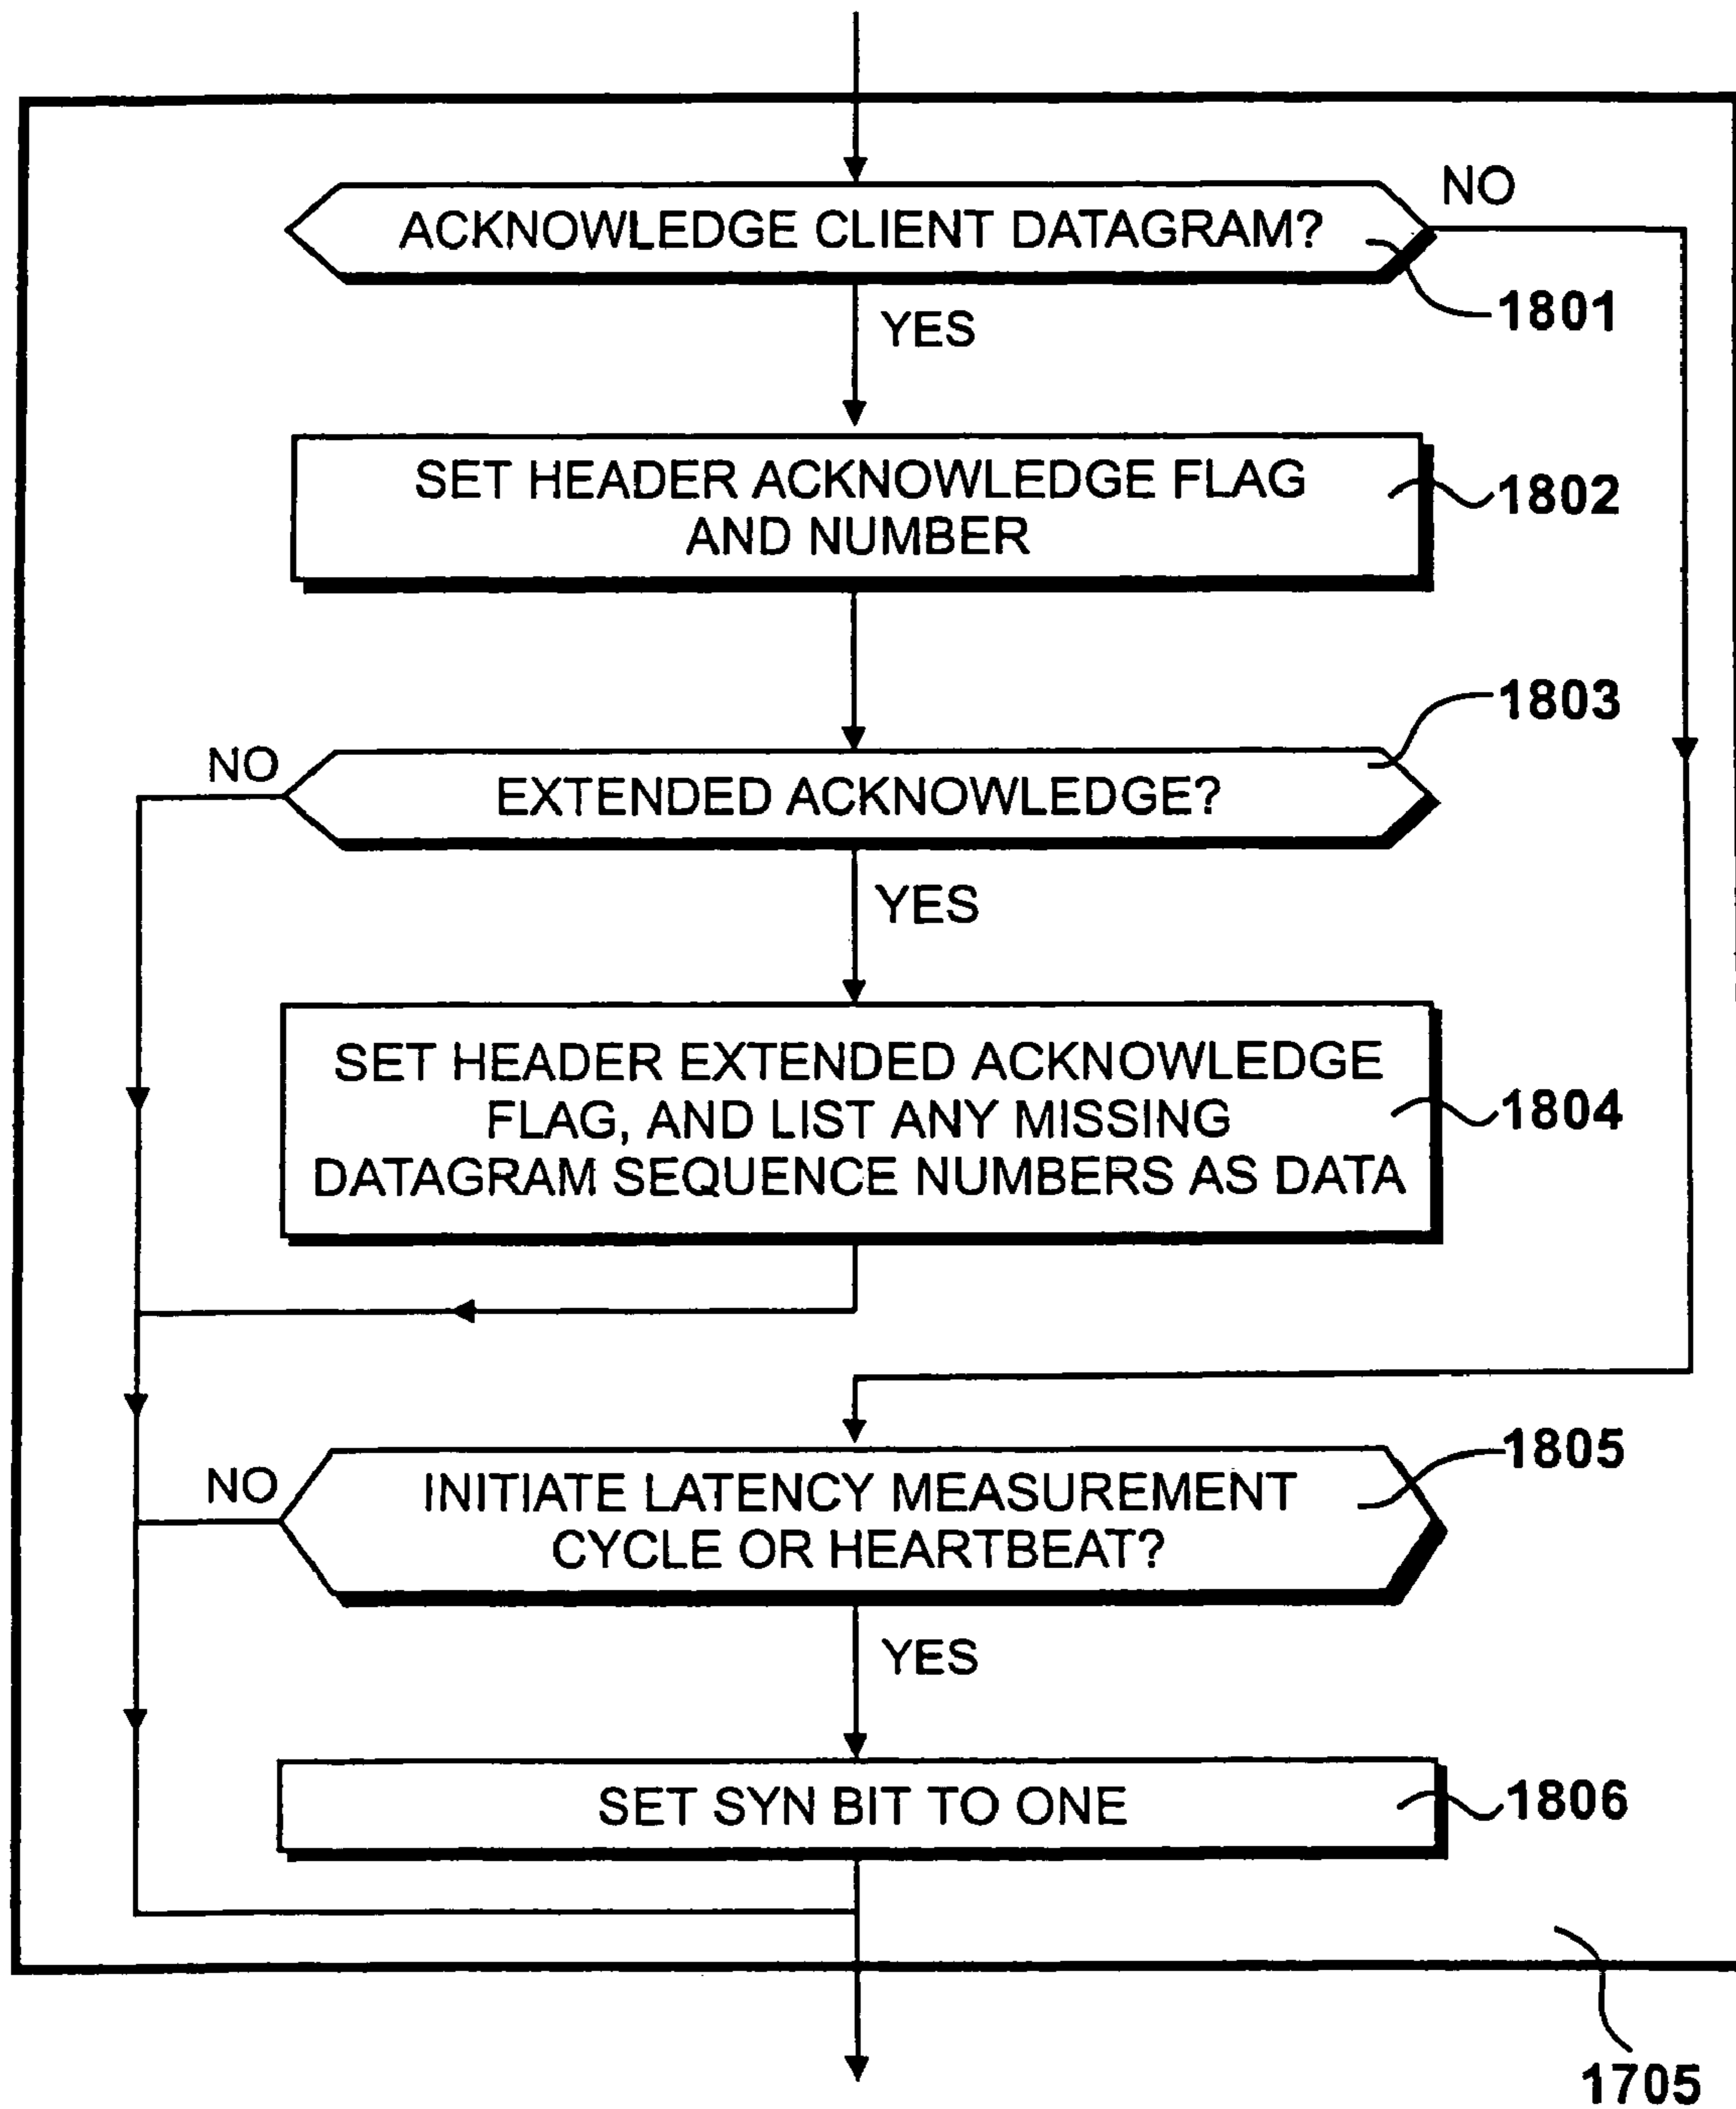 NO
ACKNOWLEDGE CLIENT DATAGRAM?
1801
YES
SET HEADER ACKNOWLEDGE FLAG
AND NUMBER
1802
1803
NO
EXTENDED ACKNOWLEDGE?
YES
SET HEADER EXTENDED ACKNOWLEDGE
FLAG, AND LIST ANY MISSING
DATAGRAM SEQUENCE NUMBERS AS DATA
1804
1805
NO
INITIATE LATENCY MEASUREMENT
CYCLE OR HEARTBEAT?
YES
SET SYN BIT TO ONE
1806
1705